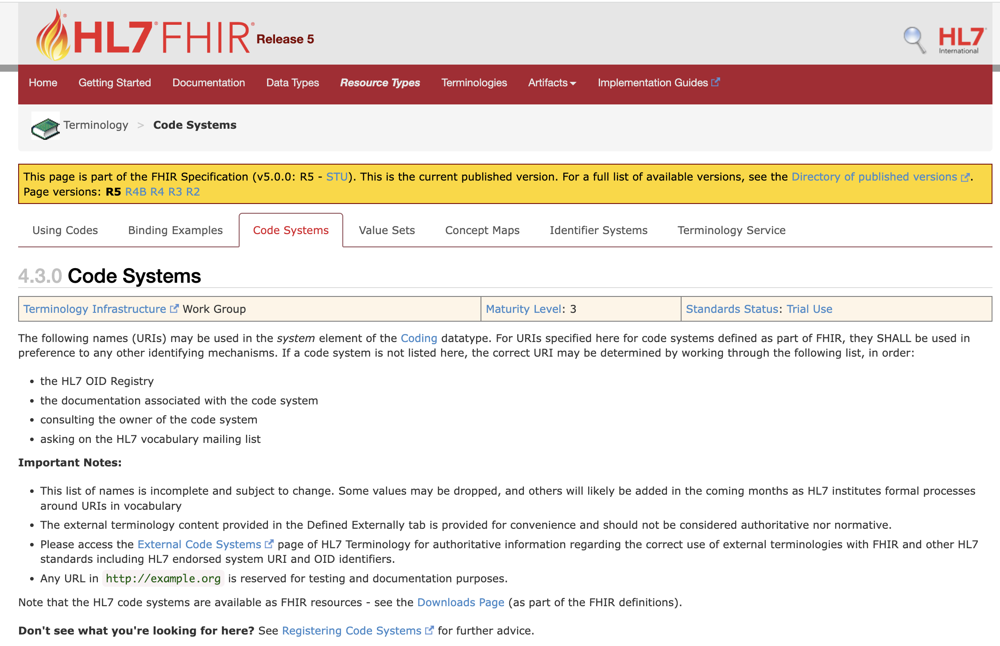 HL7® FHIR® Release 5
HL7®
International
Home Getting Started Documentation Data Types Resource Types Terminologies Artifacts Implementation Guides
Terminology > Code Systems
This page is part of the FHIR Specification (v5.0.0: R5 - STU). This is the current published version. For a full list of available versions, see the Directory of published versions.
Page versions: R5 R4B R4 R3 R2
Using Codes Binding Examples Code Systems Value Sets Concept Maps Identifier Systems Terminology Service
4.3.0 Code Systems
Terminology Infrastructure Work Group Maturity Level: 3 Standards Status: Trial Use
The following names (URIs) may be used in the system element of the Coding datatype. For URIs specified here for code systems defined as part of FHIR, they SHALL be used in
preference to any other identifying mechanisms. If a code system is not listed here, the correct URI may be determined by working through the following list, in order:
• the HL7 OID Registry
• the documentation associated with the code system
• consulting the owner of the code system
• asking on the HL7 vocabulary mailing list
Important Notes:
• This list of names is incomplete and subject to change. Some values may be dropped, and others will likely be added in the coming months as HL7 institutes formal processes
around URIs in vocabulary
• The external terminology content provided in the Defined Externally tab is provided for convenience and should not be considered authoritative nor normative.
• Please access the External Code Systems page of HL7 Terminology for authoritative information regarding the correct use of external terminologies with FHIR and other HL7
standards including HL7 endorsed system URI and OID identifiers.
• Any URL in http://example.org is reserved for testing and documentation purposes.
Note that the HL7 code systems are available as FHIR resources - see the Downloads Page (as part of the FHIR definitions).
Don't see what you're looking for here? See Registering Code Systems for further advice.